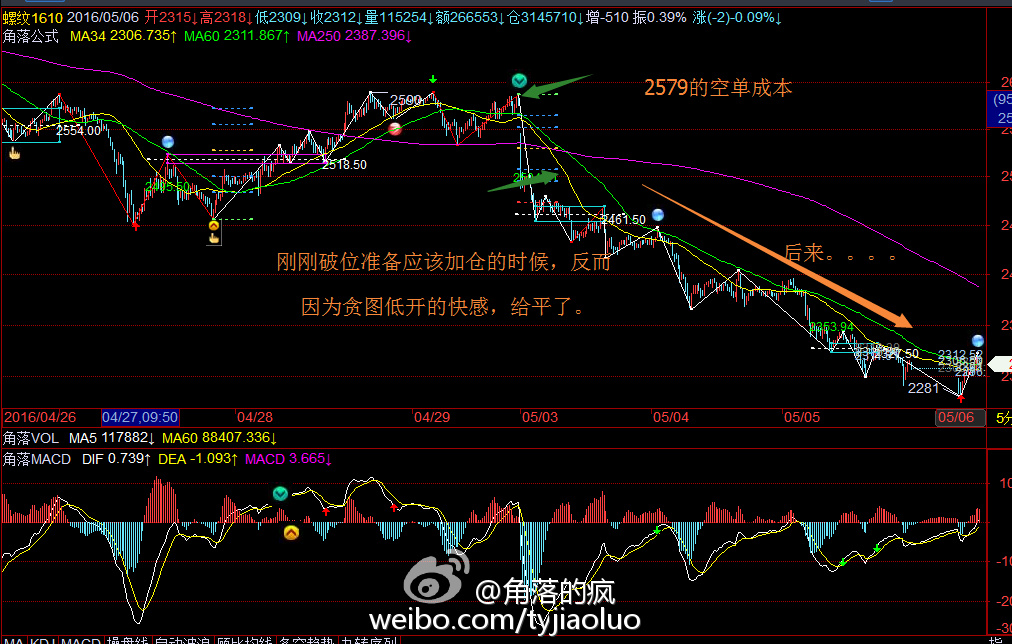 螺纹1610 2016/05/06 开2315↓高2318↓低2309↓收2312↓量115254↓额266553↓仓3145710↓增-510 振0.39% 涨(-2)-0.09%↓
角落公式 MA34 2306.735↑ MA60 2311.867↑ MA250 2387.396↓
2579的空单成本
2590
2554.00
2518.50
2495.50
2461.50
刚刚破位准备应该加仓的时候，反而
因为贪图低开的快感，给平了。
后来。。。。
2353.94
2312.52
2281
2016/04/26 04/27,09:50 04/28 04/29 05/03 05/04 05/05 05/06 5分
角落VOL MA5 117882↓ MA60 88407.336↓
角落MACD DIF 0.739↑ DEA -1.093↑ MACD 3.665↓
@角落的疯
weibo.com/tyjiaoluo
MA KDJ MACD 操盘线 自动波浪 顾比均线 多空趋势 九转序列 指